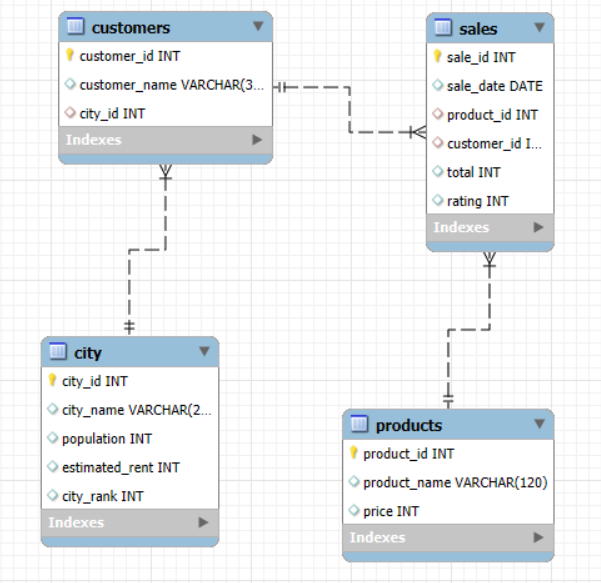 customers
customer_id INT
customer_name VARCHAR(3...
city_id INT
Indexes
sales
sale_id INT
sale_date DATE
product_id INT
customer_id I...
total INT
rating INT
Indexes
city
city_id INT
city_name VARCHAR(2...
population INT
estimated_rent INT
city_rank INT
Indexes
products
product_id INT
product_name VARCHAR(120)
price INT
Indexes